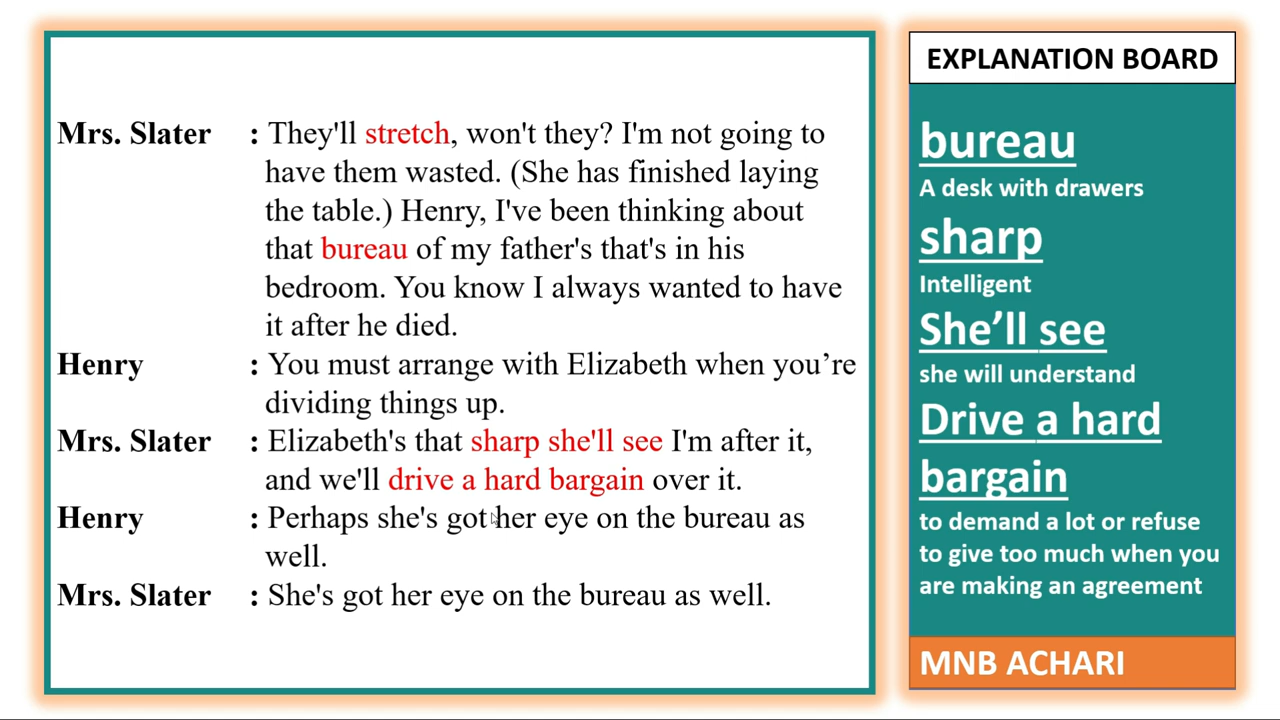 Mrs. Slater : They'll stretch, won't they? I'm not going to
have them wasted. (She has finished laying
the table.) Henry, I've been thinking about
that bureau of my father's that's in his
bedroom. You know I always wanted to have
it after he died.
Henry : You must arrange with Elizabeth when you’re
dividing things up.
Mrs. Slater : Elizabeth's that sharp she'll see I'm after it,
and we'll drive a hard bargain over it.
Henry : Perhaps she's got her eye on the bureau as
well.
Mrs. Slater : She's got her eye on the bureau as well.
EXPLANATION BOARD
bureau
A desk with drawers
sharp
Intelligent
She’ll see
she will understand
Drive a hard
bargain
to demand a lot or refuse
to give too much when you
are making an agreement
MNB ACHARI